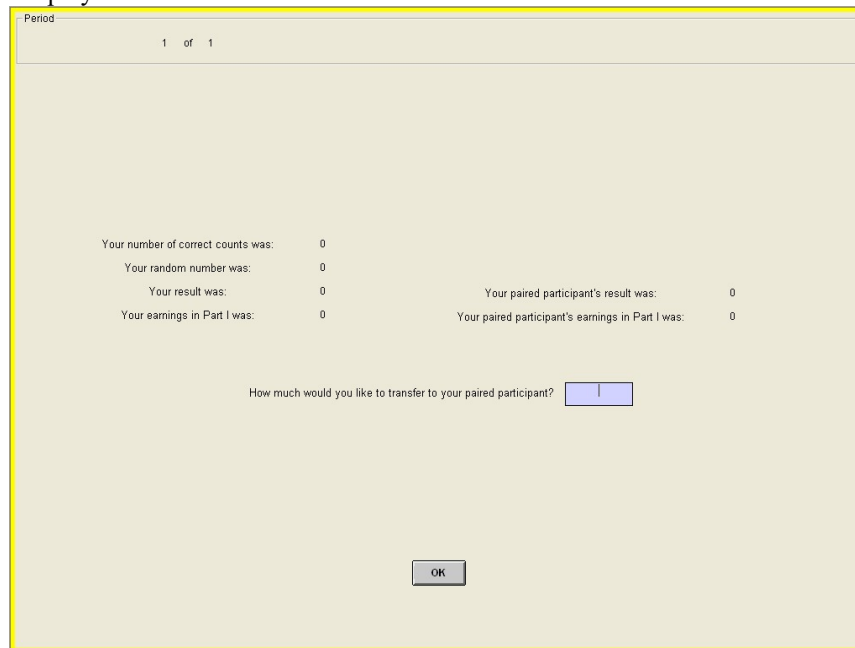 Period
1 of 1
Your number of correct counts was: 0
Your random number was: 0
Your result was: 0
Your paired participant's result was: 0
Your earnings in Part I was: 0
Your paired participant's earnings in Part I was: 0
How much would you like to transfer to your paired participant?
OK